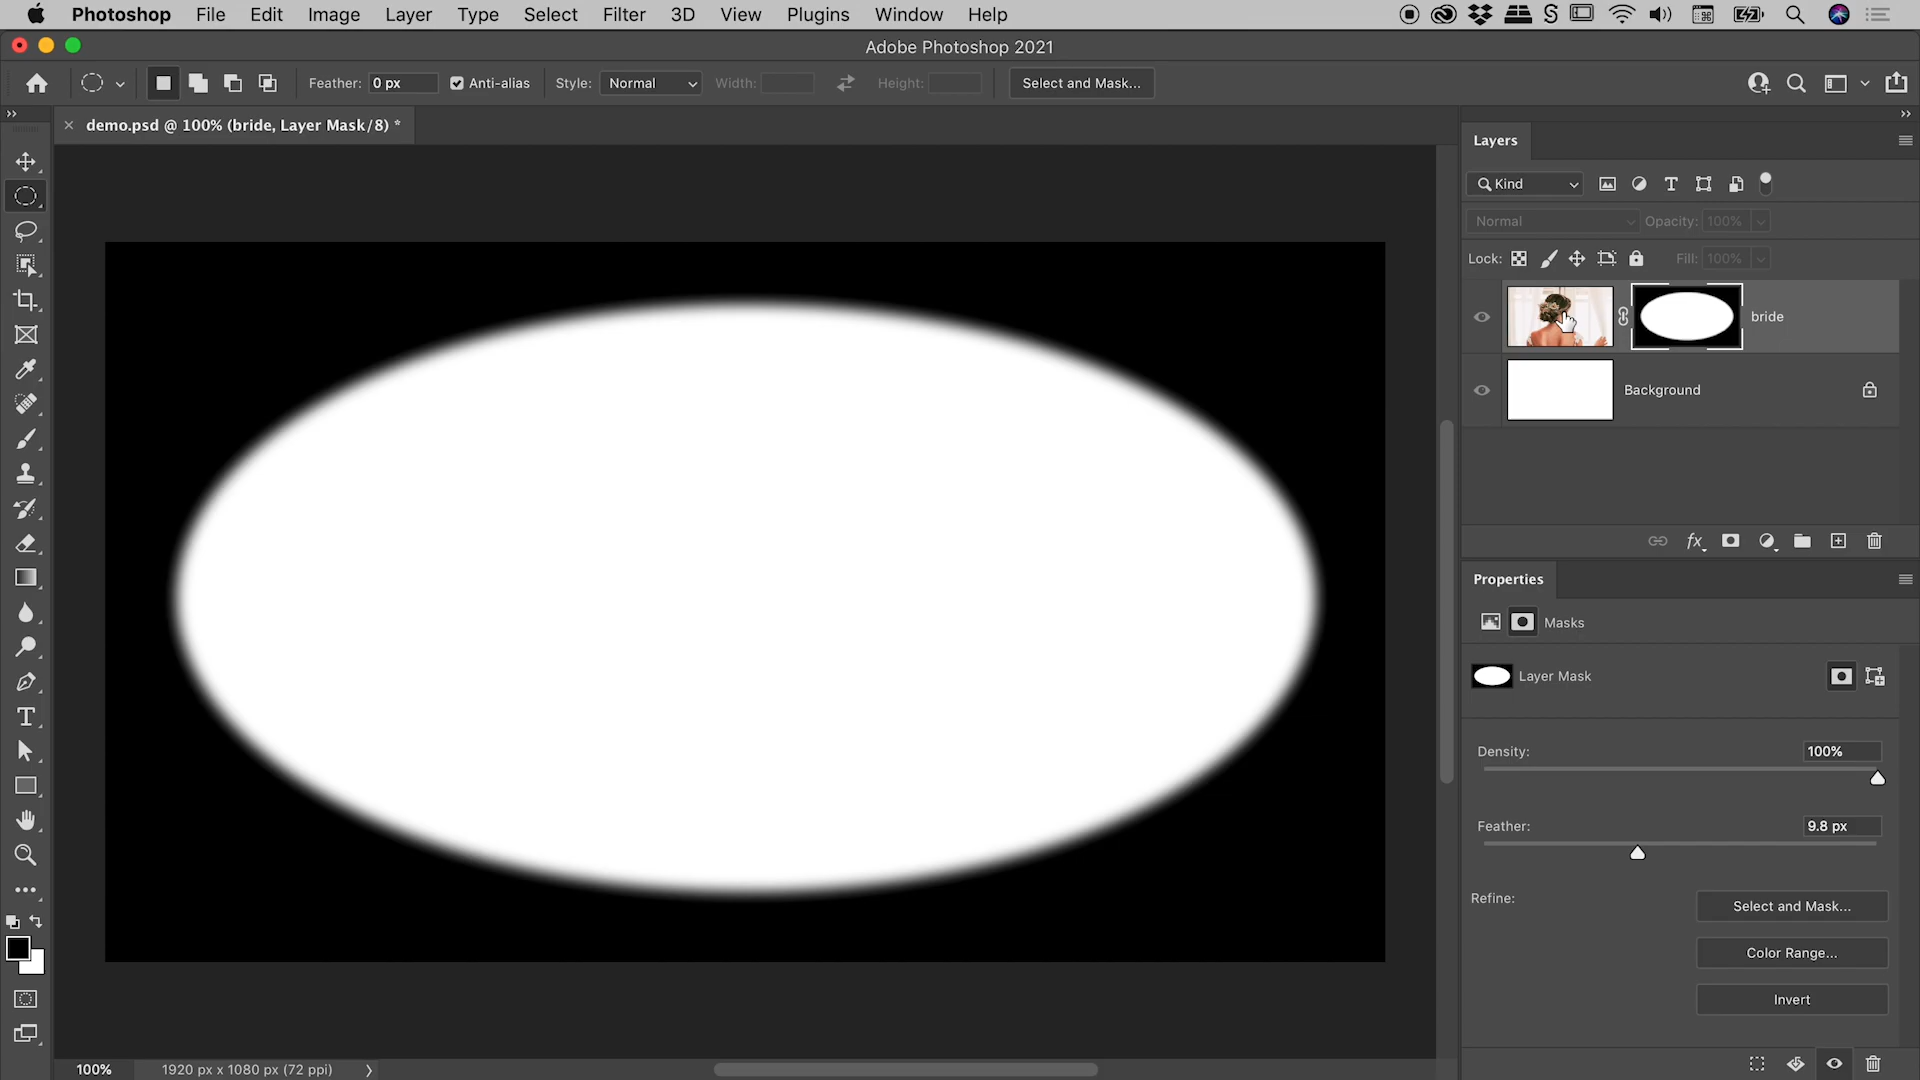 Photoshop File Edit Image Layer Type Select Filter 3D View Plugins Window Help
Adobe Photoshop 2021
Feather: 0 px Anti-alias Style: Normal Width: Height: Select and Mask...
demo.psd @ 100% (bride, Layer Mask/8) *
Layers
Kind
Normal Opacity: 100%
Lock: Fill: 100%
bride
Background
fx
Properties
Masks
Layer Mask
Density: 100%
Feather: 9.8 px
Refine: Select and Mask...
Color Range...
Invert
100% 1920 px x 1080 px (72 ppi)